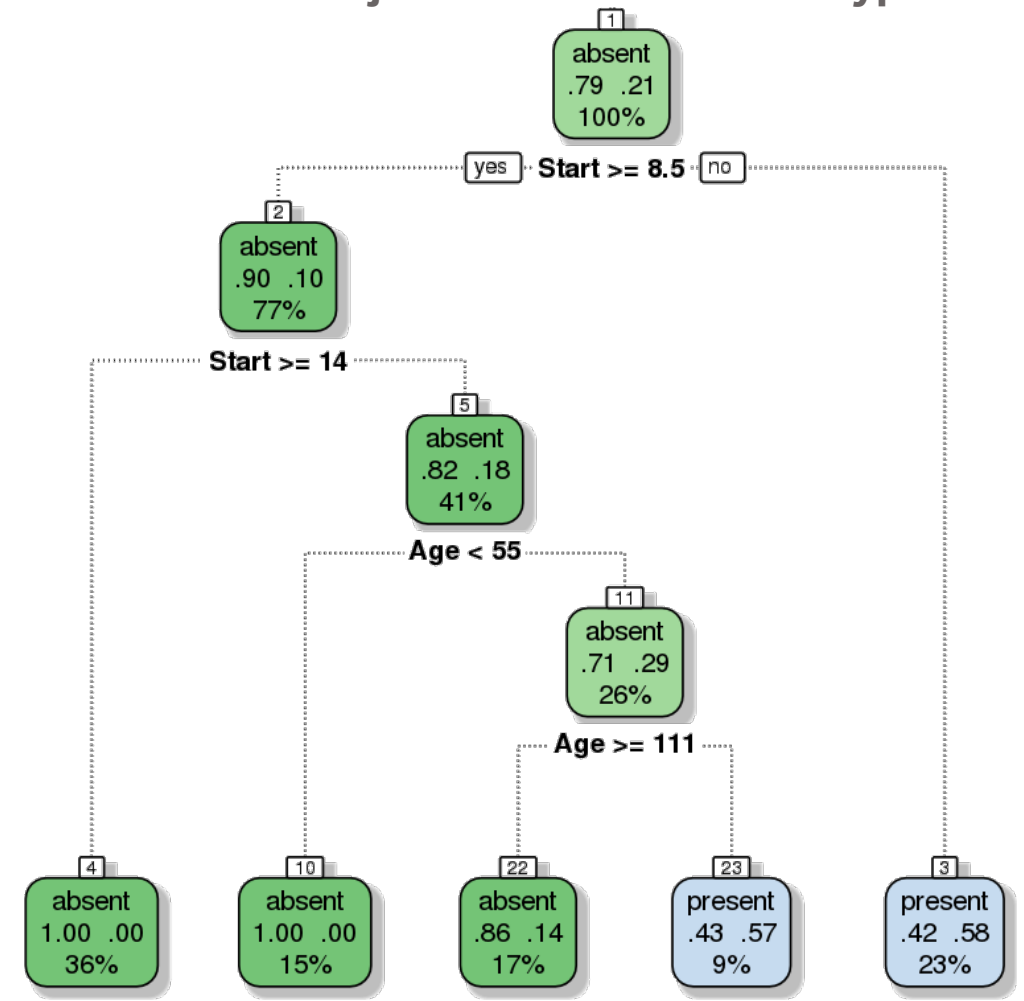 1
absent
.79 .21
100%
yes Start >= 8.5 no
2
absent
.90 .10
77%
Start >= 14
5
absent
.82 .18
41%
Age < 55
11
absent
.71 .29
26%
Age >= 111
4
absent
1.00 .00
36%
10
absent
1.00 .00
15%
22
absent
.86 .14
17%
23
present
.43 .57
9%
3
present
.42 .58
23%